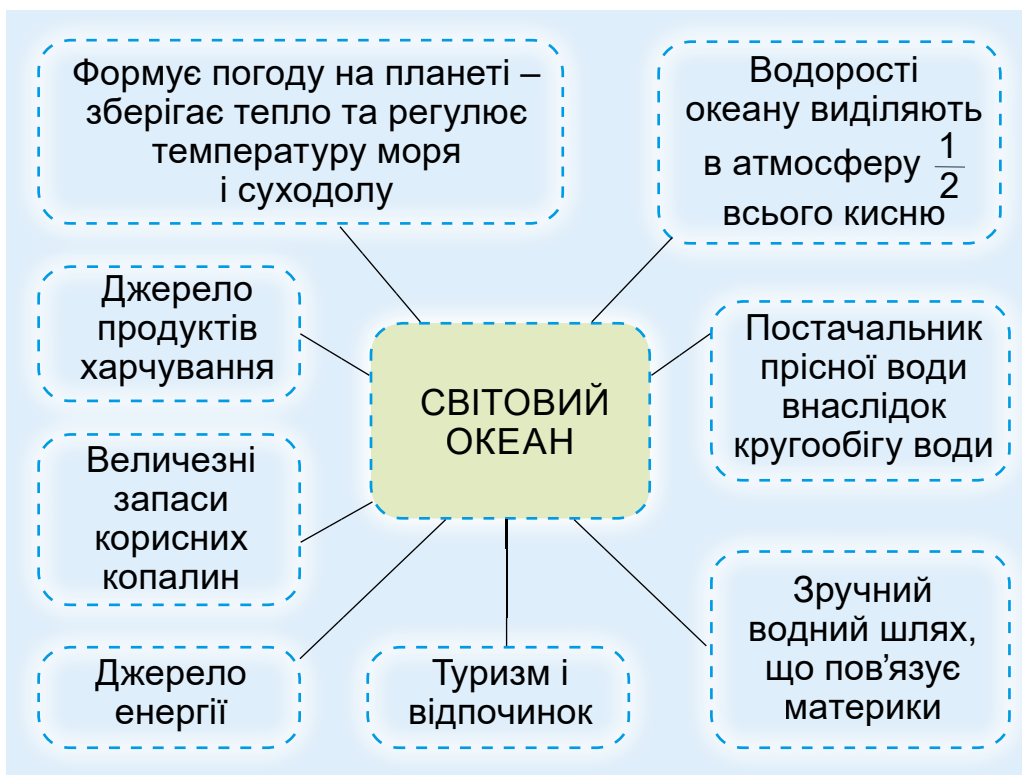 Формує погоду на планеті –
зберігає тепло та регулює
температуру моря
і суходолу
Водорості
океану виділяють
в атмосферу 1/2
всього кисню
Джерело
продуктів
харчування
СВІТОВИЙ
ОКЕАН
Постачальник
прісної води
внаслідок
кругообігу води
Величезні
запаси
корисних
копалин
Джерело
енергії
Туризм і
відпочинок
Зручний
водний шлях,
що пов’язує
материки